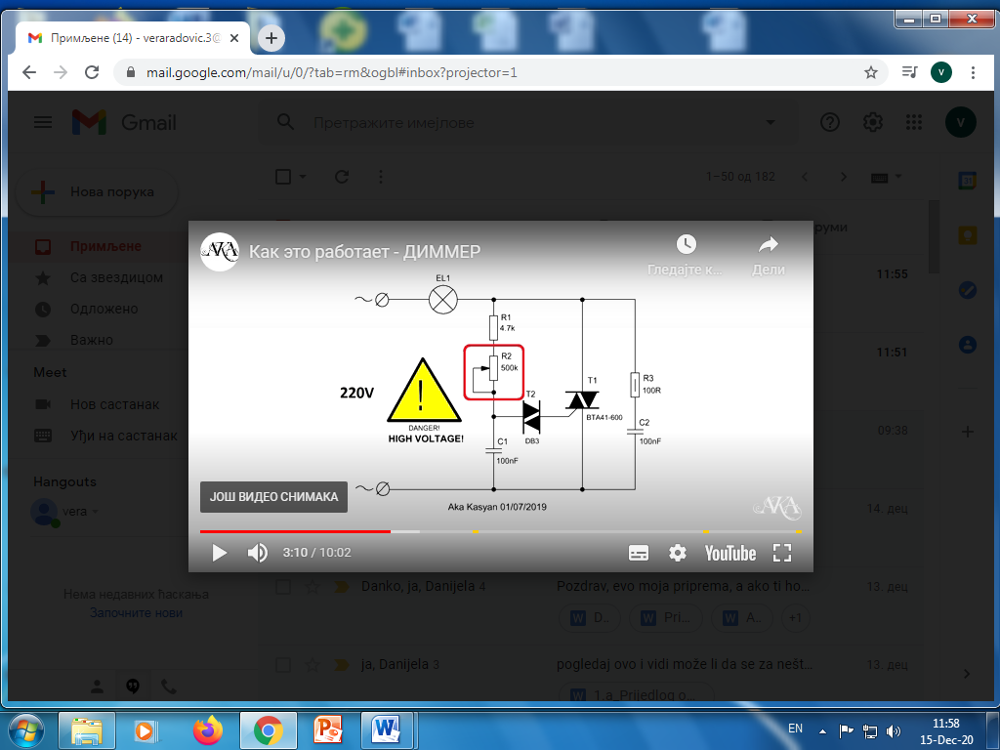 Примљене (14) - veraradovic.3@
mail.google.com/mail/u/0/?tab=rm&ogbl#inbox?projector=1
V
Gmail
Претражите имејпове
V
Нова порука
1–50 од 182
Примљене
Са звездицом
Одложено
Важно
Meet
Нов састанак
Уђи на састанак
Hangouts
vera
Нема недавних ћаскања
Започните нови
руми
11:55
11:51
09:38
14. дец
AKA
Как это работает - ДИММЕР
Гледајте к...
Дели
EL1
R1
4.7k
R2
500k
220V
!
DANGER!
HIGH VOLTAGE!
T2
DB3
T1
BTA41-600
R3
100R
C1
100nF
C2
100nF
Aka Kasyan 01/07/2019
AKA
ЈОШ ВИДЕО СНИМАКА
3:10 / 10:02
YouTube
Danko, ja, Danijela 4
Pozdrav, evo moja priprema, a ako ti ho...
13. дец
W D...
W Pri...
W A...
+1
ja, Danijela 3
pogledaj ovo i vidi može li da se za nešt...
13. дец
W 1.a_Prijedlog o...
EN
11:58
15-Dec-20